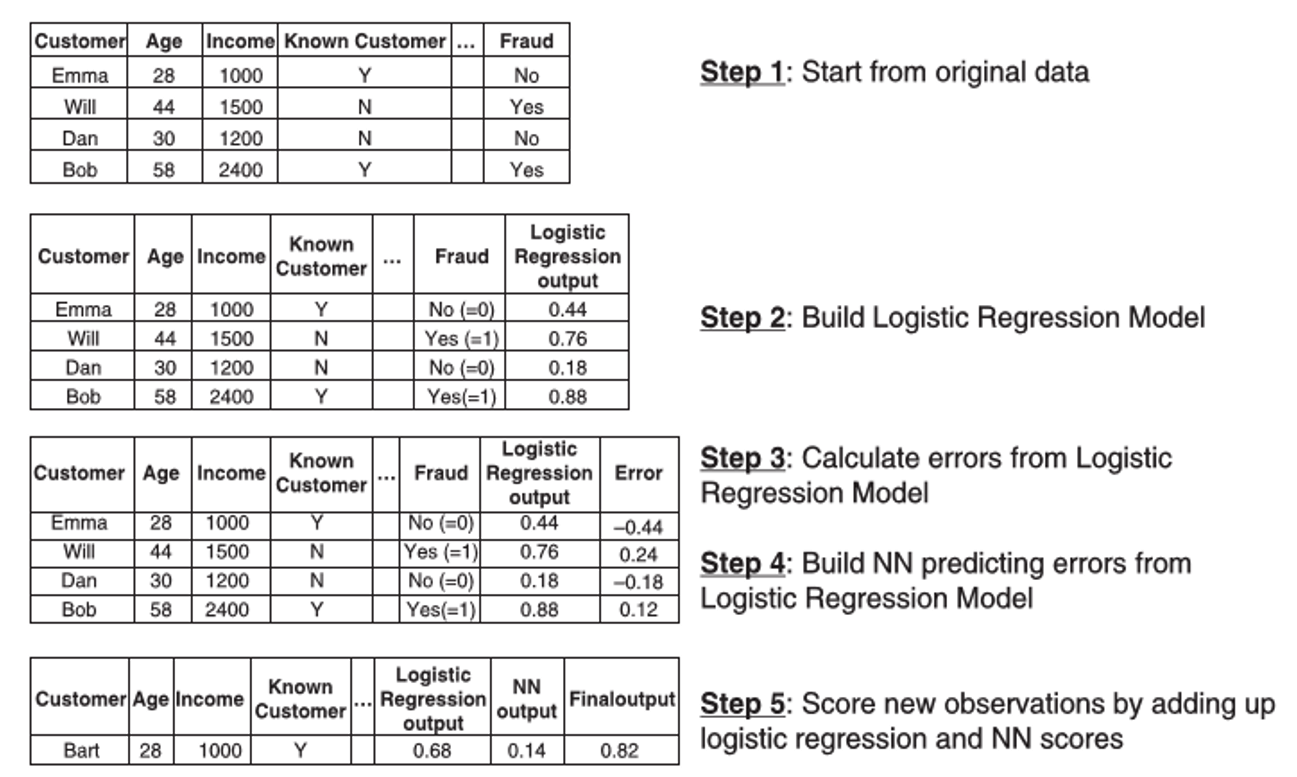 Customer Age Income Known Customer ... Fraud
Emma 28 1000 Y No
Will 44 1500 N Yes
Dan 30 1200 N No
Bob 58 2400 Y Yes
Step 1: Start from original data
Customer Age Income Known Customer ... Fraud Logistic Regression output
Emma 28 1000 Y No (=0) 0.44
Will 44 1500 N Yes (=1) 0.76
Dan 30 1200 N No (=0) 0.18
Bob 58 2400 Y Yes(=1) 0.88
Step 2: Build Logistic Regression Model
Customer Age Income Known Customer ... Fraud Logistic Regression output Error
Emma 28 1000 Y No (=0) 0.44 –0.44
Will 44 1500 N Yes (=1) 0.76 0.24
Dan 30 1200 N No (=0) 0.18 –0.18
Bob 58 2400 Y Yes(=1) 0.88 0.12
Step 3: Calculate errors from Logistic
Regression Model
Step 4: Build NN predicting errors from
Logistic Regression Model
Customer Age Income Known Customer ... Logistic Regression output NN output Finaloutput
Bart 28 1000 Y 0.68 0.14 0.82
Step 5: Score new observations by adding up
logistic regression and NN scores